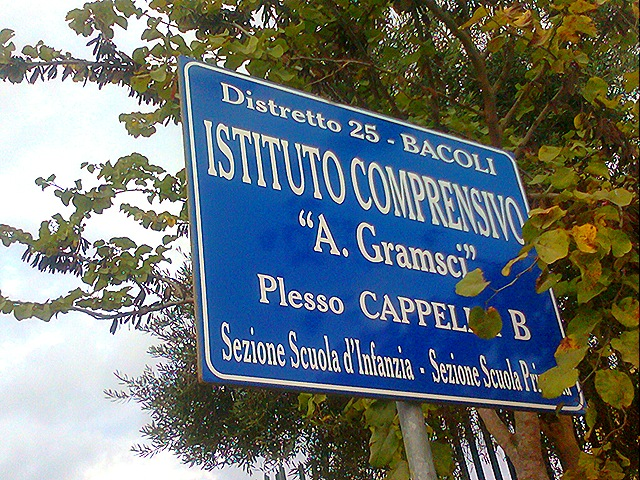 Distretto 25 - BACOLI
ISTITUTO COMPRENSIVO
“A. Gramsci”
Plesso CAPPELLA B
Sezione Scuola d'Infanzia - Sezione Scuola